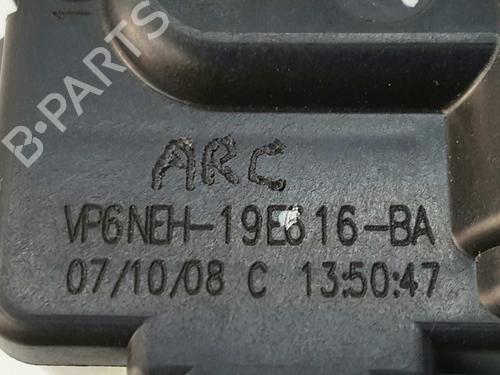 B-PARTS
ARC
VP6NEH-19E616-BA
07/10/08 C 13:50:47